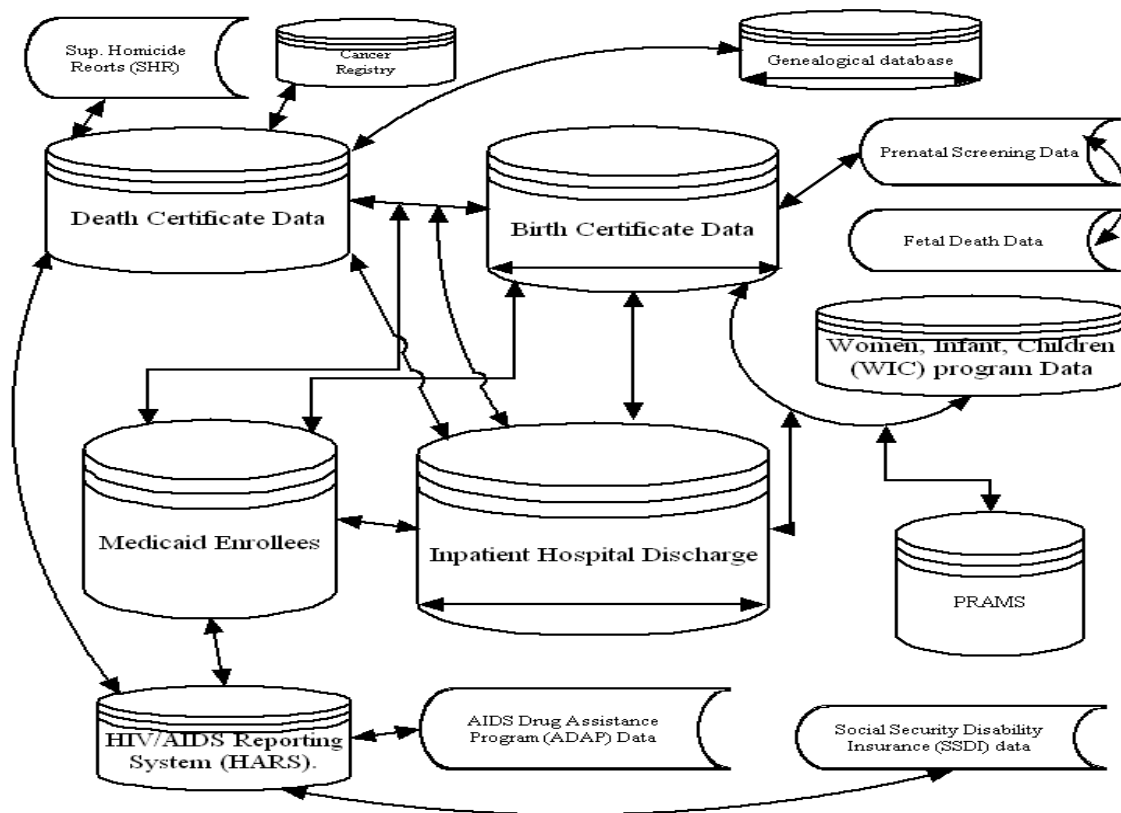 Sup. Homicide
Reorts (SHR)
Cancer
Registry
Genealogical database
Prenatal Screening Data
Death Certificate Data
Birth Certificate Data
Fetal Death Data
Women, Infant, Children
(WIC) program Data
Medicaid Enrollees
Inpatient Hospital Discharge
PRAMS
HIV/AIDS Reporting
System (HARS).
AIDS Drug Assistance
Program (ADAP) Data
Social Security Disability
Insurance (SSDI) data